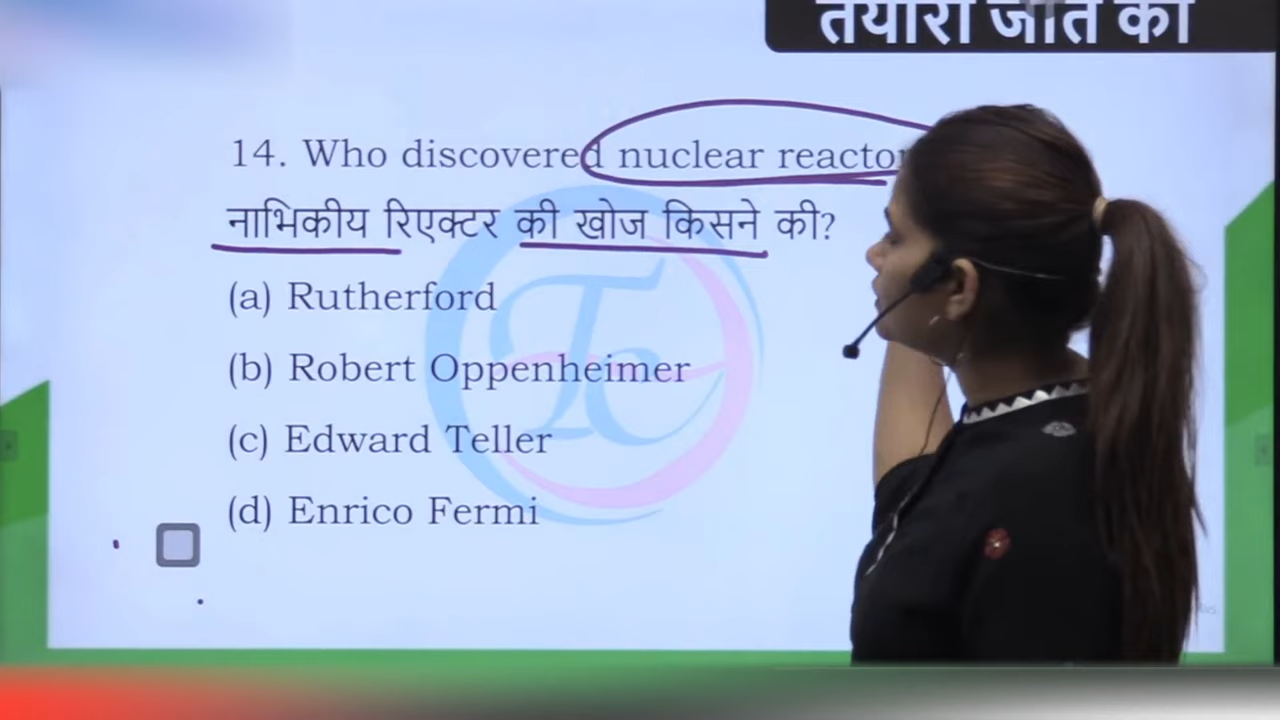 तैयारी जीत की
14. Who discovered nuclear reactor
नाभिकीय रिएक्टर की खोज किसने की?
(a) Rutherford
(b) Robert Oppenheimer
(c) Edward Teller
(d) Enrico Fermi